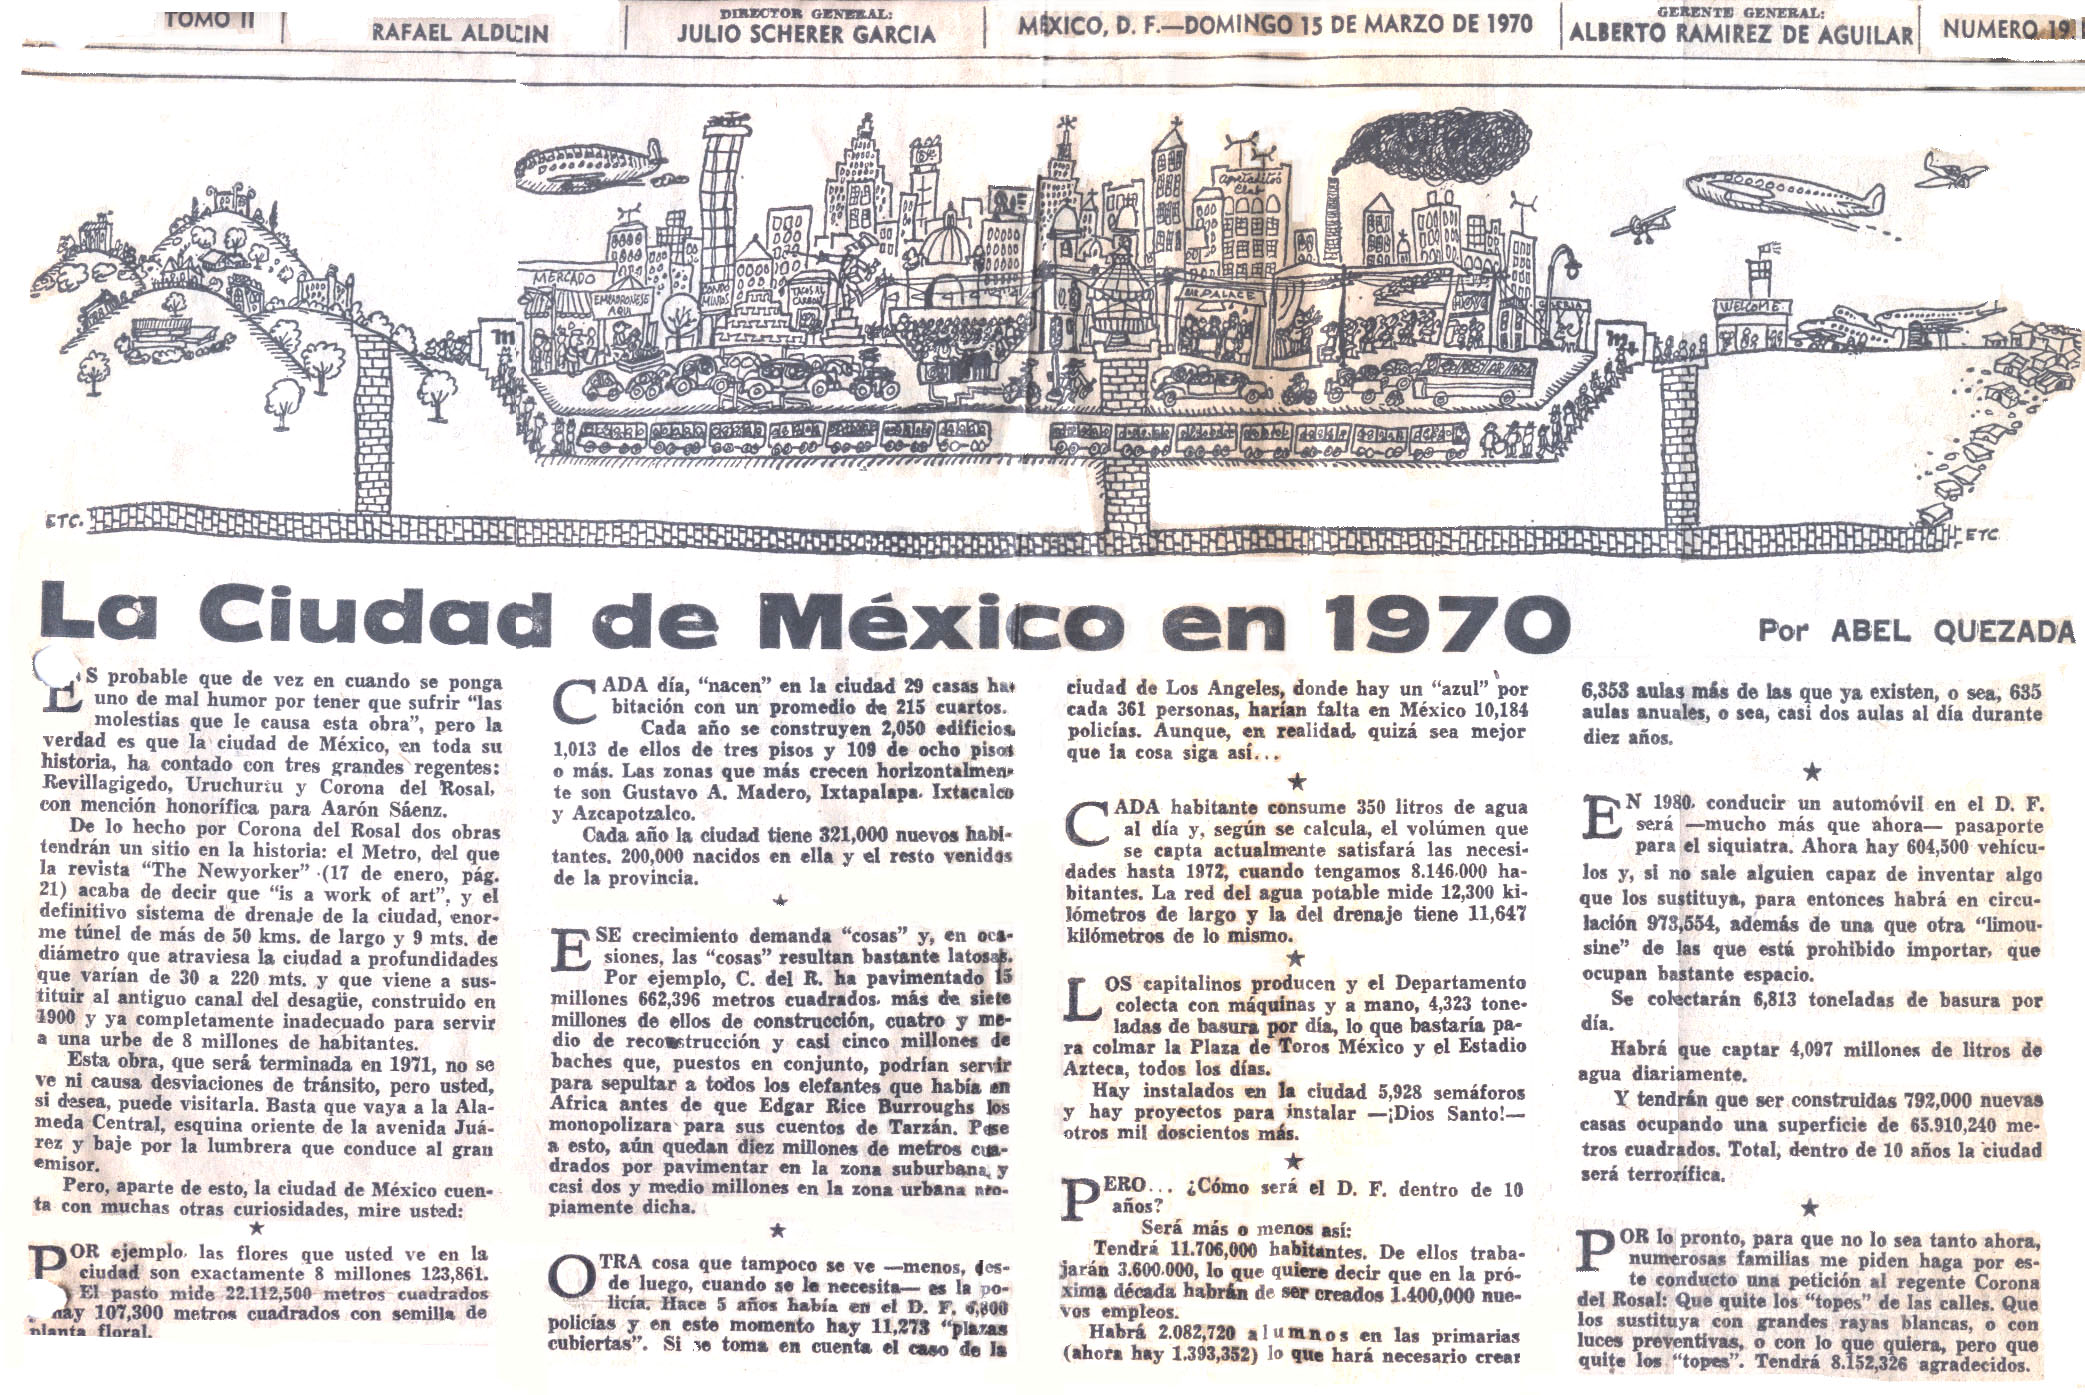 TOMO II
RAFAEL ALDUCIN
DIRECTOR GENERAL:
JULIO SCHERER GARCIA
MEXICO, D. F.—DOMINGO 15 DE MARZO DE 1970
GERENTE GENERAL:
ALBERTO RAMIREZ DE AGUILAR
NUMERO
MERCADO
EMPADRONESE
AQUI
CONDO
MINIOS
TACOS AL
CARBON
Apretaditos
Club
BAR PALACE
HOY
WELCOME
m
m
ETC.
ETC
La Ciudad de México en 1970
Por ABEL QUEZADA
ES probable que de vez en cuando se ponga
uno de mal humor por tener que sufrir "las
molestias que le causa esta obra", pero la
verdad es que la ciudad de México, en toda su
historia, ha contado con tres grandes regentes:
Revillagigedo, Uruchurtu y Corona del Rosal,
con mención honorífica para Aarón Sáenz.
De lo hecho por Corona del Rosal dos obras
tendrán un sitio en la historia: el Metro, del que
la revista "The Newyorker" (17 de enero, pág.
21) acaba de decir que "is a work of art", y el
definitivo sistema de drenaje de la ciudad, enor-
me túnel de más de 50 kms. de largo y 9 mts. de
diámetro que atraviesa la ciudad a profundidades
que varían de 30 a 220 mts. y que viene a sus-
tituir al antiguo canal del desagüe, construido en
1900 y ya completamente inadecuado para servir
a una urbe de 8 millones de habitantes.
Esta obra, que será terminada en 1971, no se
ve ni causa desviaciones de tránsito, pero usted,
si desea, puede visitarla. Basta que vaya a la Ala-
meda Central, esquina oriente de la avenida Juá-
rez y baje por la lumbrera que conduce al gran
emisor.
Pero, aparte de esto, la ciudad de México cuen-
ta con muchas otras curiosidades, mire usted:
★
POR ejemplo, las flores que usted ve en la
ciudad son exactamente 8 millones 123,861.
El pasto mide 22.112,500 metros cuadrados
hay 107,300 metros cuadrados con semilla de
planta floral.
CADA día, "nacen" en la ciudad 29 casas ha-
bitación con un promedio de 215 cuartos.
Cada año se construyen 2,050 edificios,
1,013 de ellos de tres pisos y 109 de ocho pisos
o más. Las zonas que más crecen horizontalmen-
te son Gustavo A. Madero, Ixtapalapa, Ixtacalco
y Azcapotzalco.
Cada año la ciudad tiene 321,000 nuevos habi-
tantes, 200,000 nacidos en ella y el resto venidos
de la provincia.
★
ESE crecimiento demanda "cosas" y, en oca-
siones, las "cosas" resultan bastante latosas.
Por ejemplo, C. del R. ha pavimentado 15
millones 662,396 metros cuadrados, más de siete
millones de ellos de construcción, cuatro y me-
dio de reconstrucción y casi cinco millones de
baches que, puestos en conjunto, podrían servir
para sepultar a todos los elefantes que había en
Africa antes de que Edgar Rice Burroughs los
monopolizara para sus cuentos de Tarzán. Pese
a esto, aún quedan diez millones de metros cua-
drados por pavimentar en la zona suburbana y
casi dos y medio millones en la zona urbana pro-
piamente dicha.
★
OTRA cosa que tampoco se ve —menos, des-
de luego, cuando se le necesita— es la po-
licía. Hace 5 años había en el D. F. 6,800
policías y en este momento hay 11,273 "plazas
cubiertas". Si se toma en cuenta el caso de la
ciudad de Los Angeles, donde hay un "azul" por
cada 361 personas, harían falta en México 10,184
policías. Aunque, en realidad, quizá sea mejor
que la cosa siga así...
★
CADA habitante consume 350 litros de agua
al día y, según se calcula, el volúmen que
se capta actualmente satisfará las necesi-
dades hasta 1972, cuando tengamos 8.146.000 ha-
bitantes. La red del agua potable mide 12,300 ki-
lómetros de largo y la del drenaje tiene 11,647
kilómetros de lo mismo.
★
LOS capitalinos producen y el Departamento
colecta con máquinas y a mano, 4,323 tone-
ladas de basura por día, lo que bastaría pa-
ra colmar la Plaza de Toros México y el Estadio
Azteca, todos los días.
Hay instalados en la ciudad 5,928 semáforos
y hay proyectos para instalar —¡Dios Santo!—
otros mil doscientos más.
★
PERO... ¿Cómo será el D. F. dentro de 10
años?
Será más o menos así:
Tendrá 11.706,000 habitantes. De ellos traba-
jarán 3.600.000, lo que quiere decir que en la pró-
xima década habrán de ser creados 1.400,000 nue-
vos empleos.
Habrá 2.082,720 alumnos en las primarias
(ahora hay 1.393,352) lo que hará necesario crear
6,353 aulas más de las que ya existen, o sea, 635
aulas anuales, o sea, casi dos aulas al día durante
diez años.
★
EN 1980, conducir un automóvil en el D. F.
será —mucho más que ahora— pasaporte
para el siquiatra. Ahora hay 604,500 vehícu-
los y, si no sale alguien capaz de inventar algo
que los sustituya, para entonces habrá en circu-
lación 973,554, además de una que otra "limou-
sine" de las que está prohibido importar, que
ocupan bastante espacio.
Se colectarán 6,813 toneladas de basura por
día.
Habrá que captar 4,097 millones de litros de
agua diariamente.
Y tendrán que ser construidas 792,000 nuevas
casas ocupando una superficie de 65.910,240 me-
tros cuadrados. Total, dentro de 10 años la ciudad
será terrorífica.
★
POR lo pronto, para que no lo sea tanto ahora,
numerosas familias me piden haga por es-
te conducto una petición al regente Corona
del Rosal: Que quite los "topes" de las calles. Que
los sustituya con grandes rayas blancas, o con
luces preventivas, o con lo que quiera, pero que
quite los "topes". Tendrá 8.152,326 agradecidos.